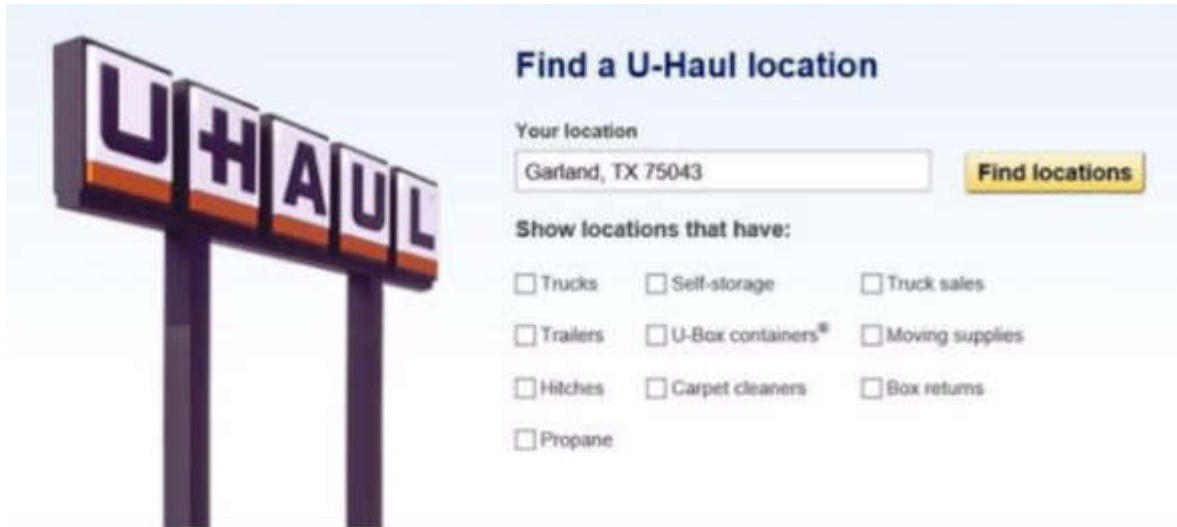 U-HAUL
Find a U-Haul location
Your location
Garland, TX 75043
Find locations
Show locations that have:
Trucks Self-storage Truck sales
Trailers U-Box containers® Moving supplies
Hitches Carpet cleaners Box returns
Propane